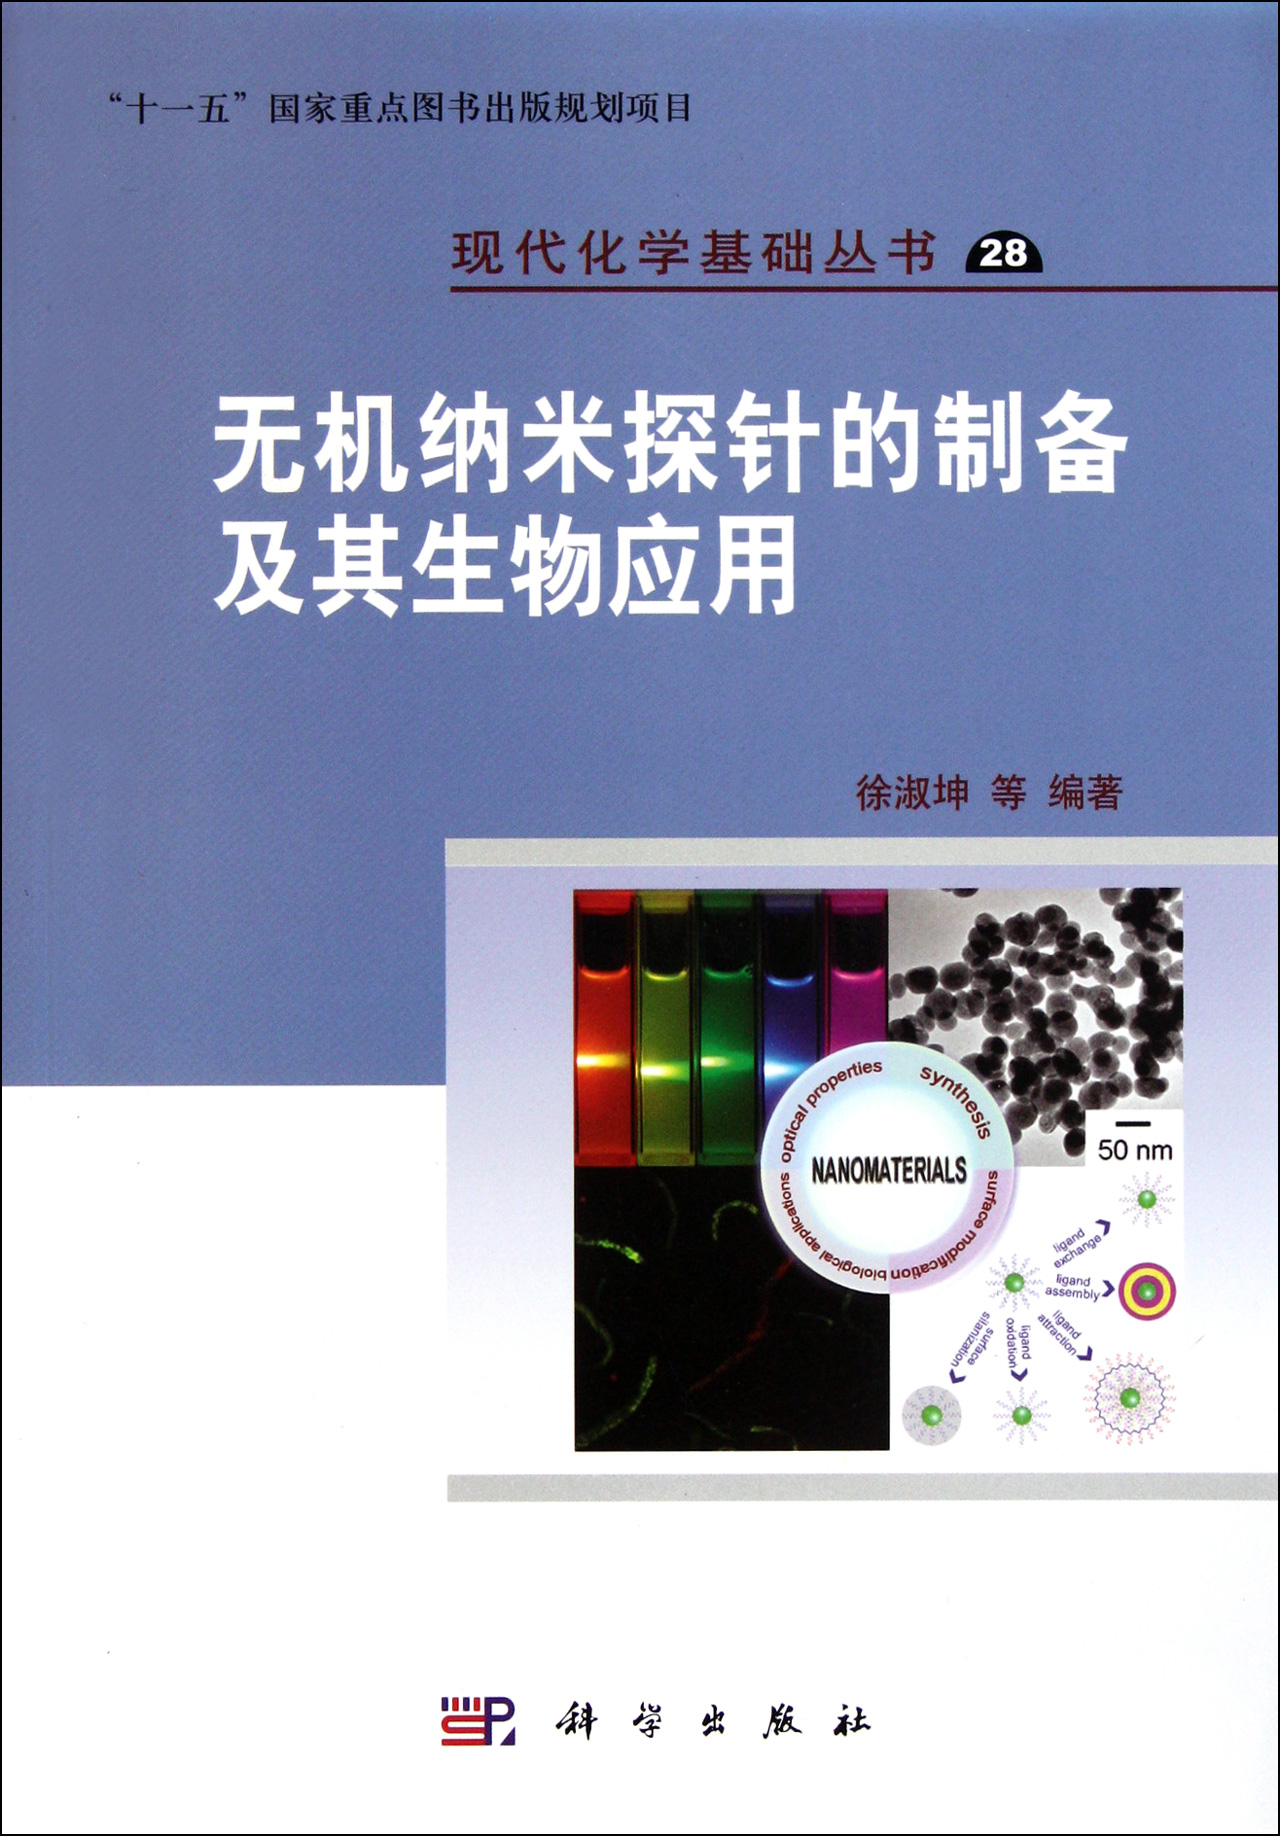 “十一五”国家重点图书出版规划项目
现代化学基础丛书 28
无机纳米探针的制备
及其生物应用
徐淑坤 等 编著
optical properties
synthesis
NANOMATERIALS
biological applications
surface modification
50 nm
ligand
exchange
ligand
assembly
ligand
attraction
ligand
oxidation
surface
silanization
SP
科学出版社